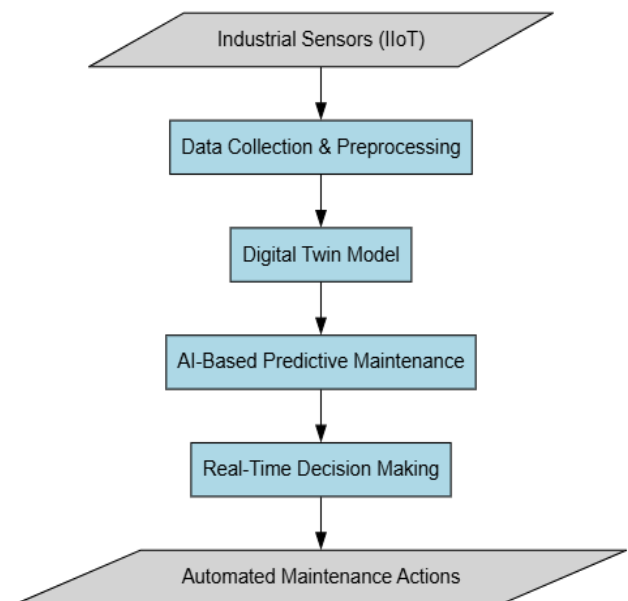 Industrial Sensors (IIoT)
Data Collection & Preprocessing
Digital Twin Model
AI-Based Predictive Maintenance
Real-Time Decision Making
Automated Maintenance Actions